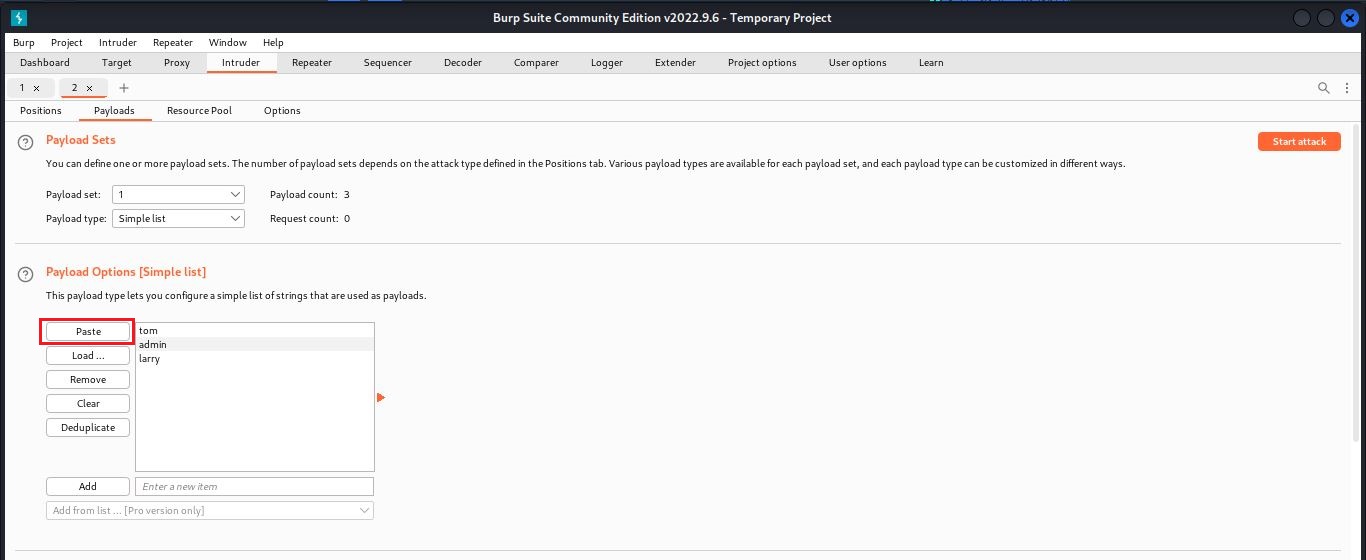 Burp Suite Community Edition v2022.9.6 - Temporary Project
Burp Project Intruder Repeater Window Help
Dashboard Target Proxy Intruder Repeater Sequencer Decoder Comparer Logger Extender Project options User options Learn
1 × 2 × +
Positions Payloads Resource Pool Options
? Payload Sets Start attack
You can define one or more payload sets. The number of payload sets depends on the attack type defined in the Positions tab. Various payload types are available for each payload set, and each payload type can be customized in different ways.
Payload set: 1 Payload count: 3
Payload type: Simple list Request count: 0
? Payload Options [Simple list]
This payload type lets you configure a simple list of strings that are used as payloads.
Paste tom
admin
Load ... larry
Remove
Clear
Deduplicate
Add Enter a new item
Add from list ... [Pro version only]